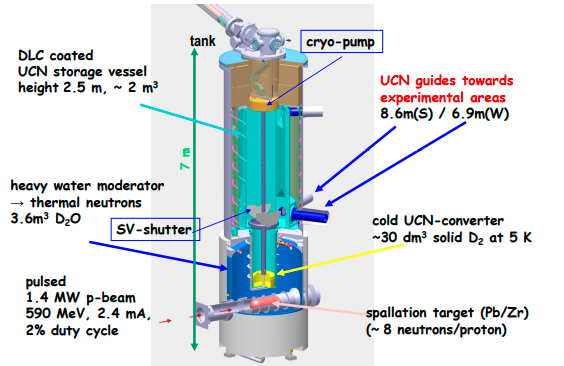 tank
cryo-pump
DLC coated
UCN storage vessel
height 2.5 m, ~ 2 m³
UCN guides towards
experimental areas
8.6m(S) / 6.9m(W)
7 m
heavy water moderator
→ thermal neutrons
3.6m³ D₂O
SV-shutter
cold UCN-converter
~30 dm³ solid D₂ at 5 K
pulsed
1.4 MW p-beam
590 MeV, 2.4 mA,
2% duty cycle
spallation target (Pb/Zr)
(~ 8 neutrons/proton)